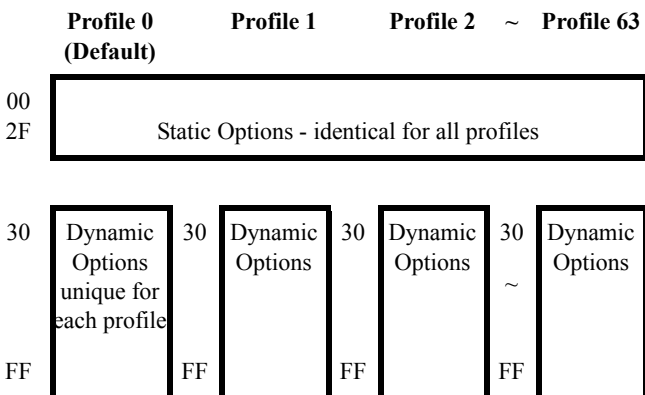 Profile 0 Profile 1 Profile 2 ~ Profile 63
(Default)
00
2F Static Options - identical for all profiles
30 Dynamic 30 Dynamic 30 Dynamic 30 Dynamic
Options Options Options Options
unique for ~
each profile
FF FF FF FF